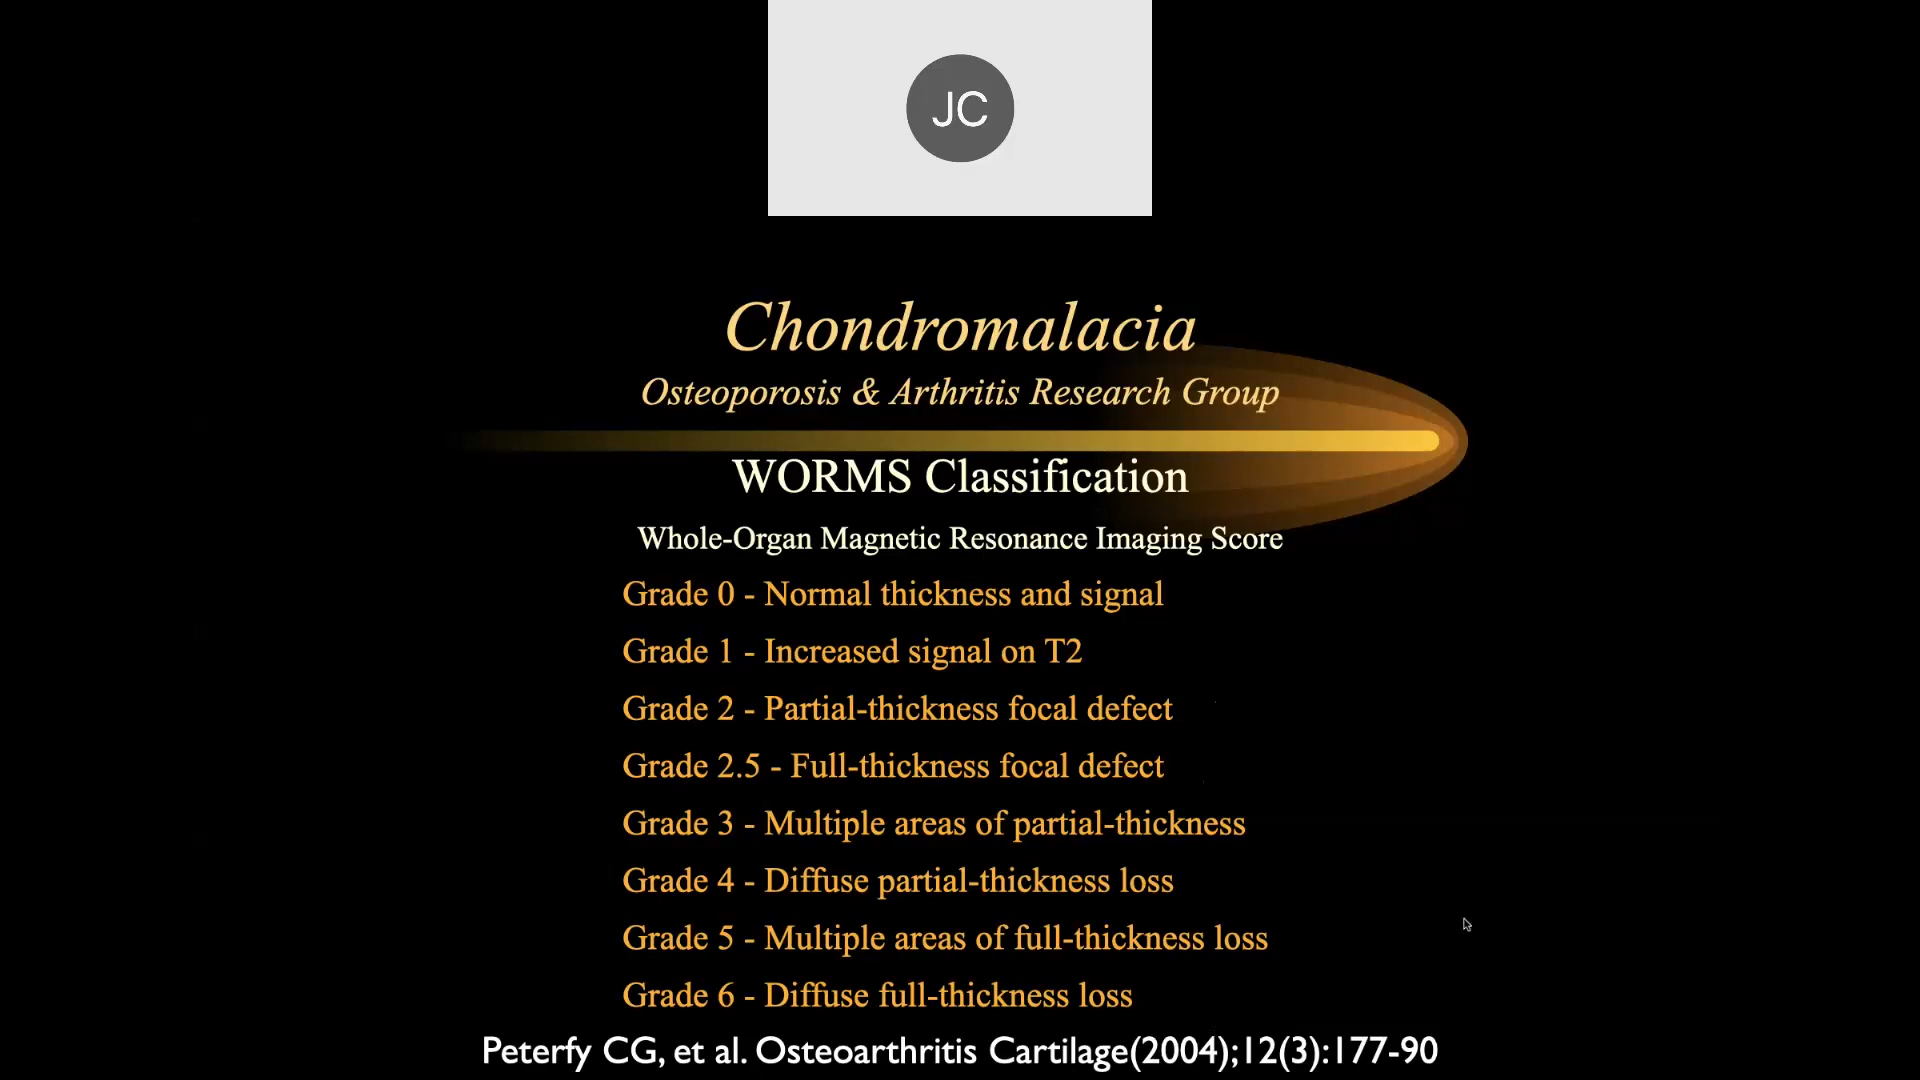 JC
Chondromalacia
Osteoporosis & Arthritis Research Group
WORMS Classification
Whole-Organ Magnetic Resonance Imaging Score
Grade 0 - Normal thickness and signal
Grade 1 - Increased signal on T2
Grade 2 - Partial-thickness focal defect
Grade 2.5 - Full-thickness focal defect
Grade 3 - Multiple areas of partial-thickness
Grade 4 - Diffuse partial-thickness loss
Grade 5 - Multiple areas of full-thickness loss
Grade 6 - Diffuse full-thickness loss
Peterfy CG, et al. Osteoarthritis Cartilage(2004);12(3):177-90